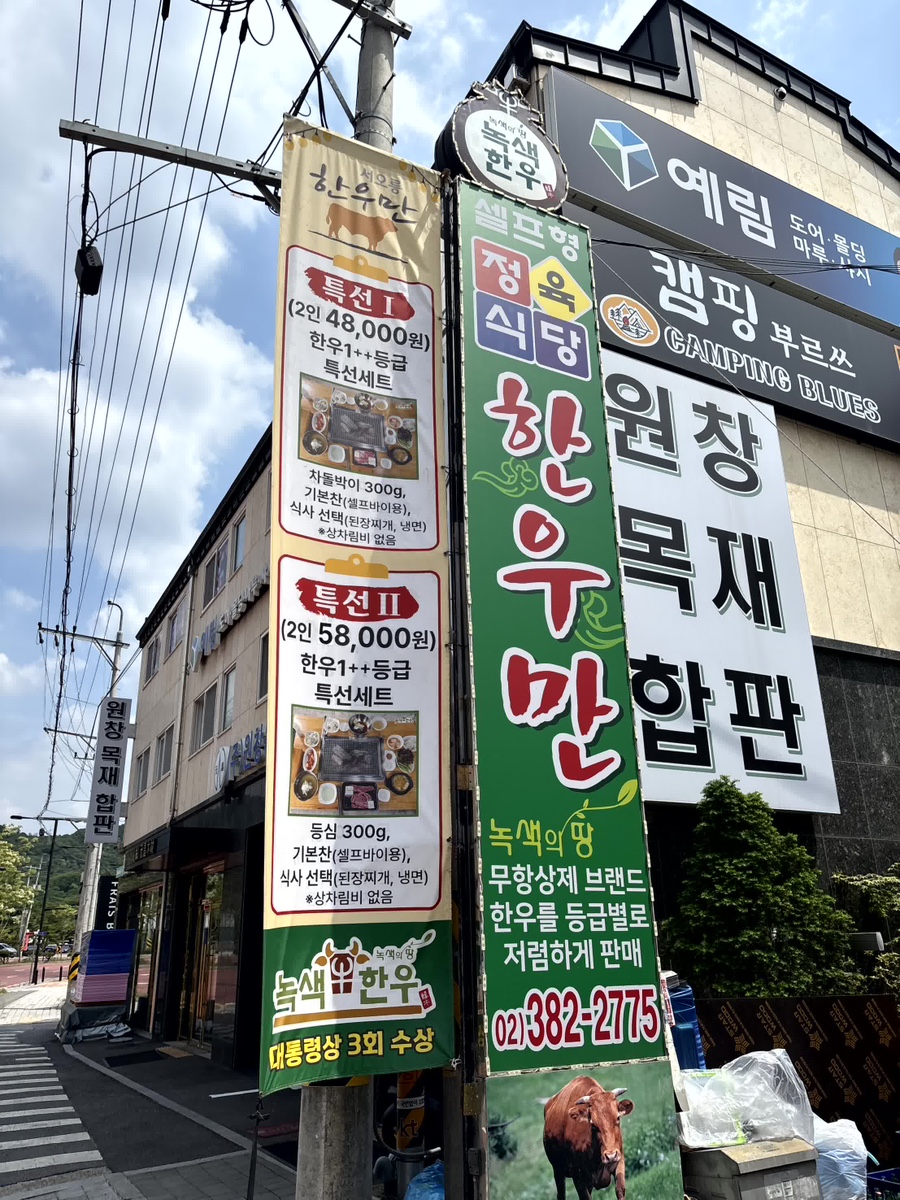 서오릉
한우만
특선 I
(2인 48,000원)
한우1++등급
특선세트
차돌박이 300g,
기본찬(셀프바이용),
식사 선택(된장찌개, 냉면)
※상차림비 없음
특선 II
(2인 58,000원)
한우1++등급
특선세트
등심 300g,
기본찬(셀프바이용),
식사 선택(된장찌개, 냉면)
※상차림비 없음
녹색의 땅
녹색한우
대통령상 3회 수상
녹색의 땅
녹색
한우
셀프형
정육
식당
한우만
녹색의 땅
무항상제 브랜드
한우를 등급별로
저렴하게 판매
02)382-2775
예림
도어·몰딩
마루·샤시
캠핑 부르쓰
CAMPING BLUES
원창
목재
합판
원창목재합판
kt